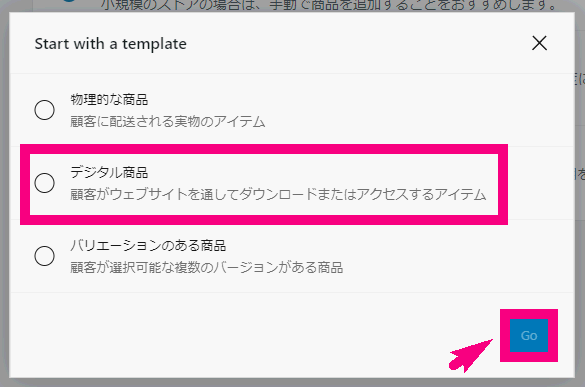 小規模のストアの場合は、手動で商品を追加することをおすすめします。
Start with a template
物理的な商品
顧客に配送される実物のアイテム
デジタル商品
顧客がウェブサイトを通してダウンロードまたはアクセスするアイテム
バリエーションのある商品
顧客が選択可能な複数のバージョンがある商品
Go